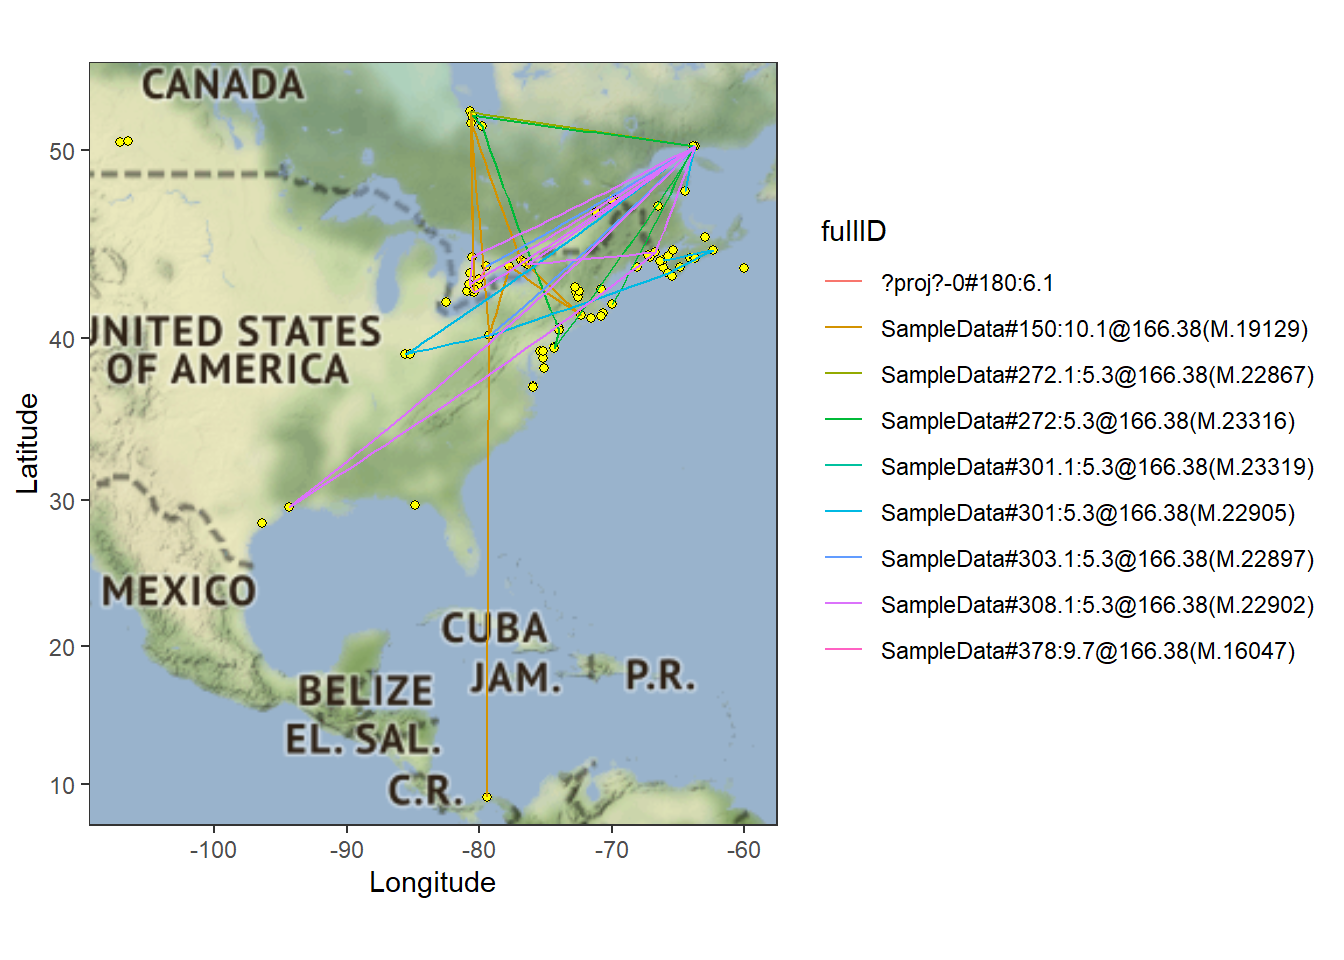 CANADA
UNITED STATES
OF AMERICA
MEXICO
CUBA
JAM.
P.R.
BELIZE
EL. SAL.
C.R.
50
40
30
20
10
-100
-90
-80
-70
-60
Longitude
Latitude
fullID
?proj?-0#180:6.1
SampleData#150:10.1@166.38(M.19129)
SampleData#272.1:5.3@166.38(M.22867)
SampleData#272:5.3@166.38(M.23316)
SampleData#301.1:5.3@166.38(M.23319)
SampleData#301:5.3@166.38(M.22905)
SampleData#303.1:5.3@166.38(M.22897)
SampleData#308.1:5.3@166.38(M.22902)
SampleData#378:9.7@166.38(M.16047)